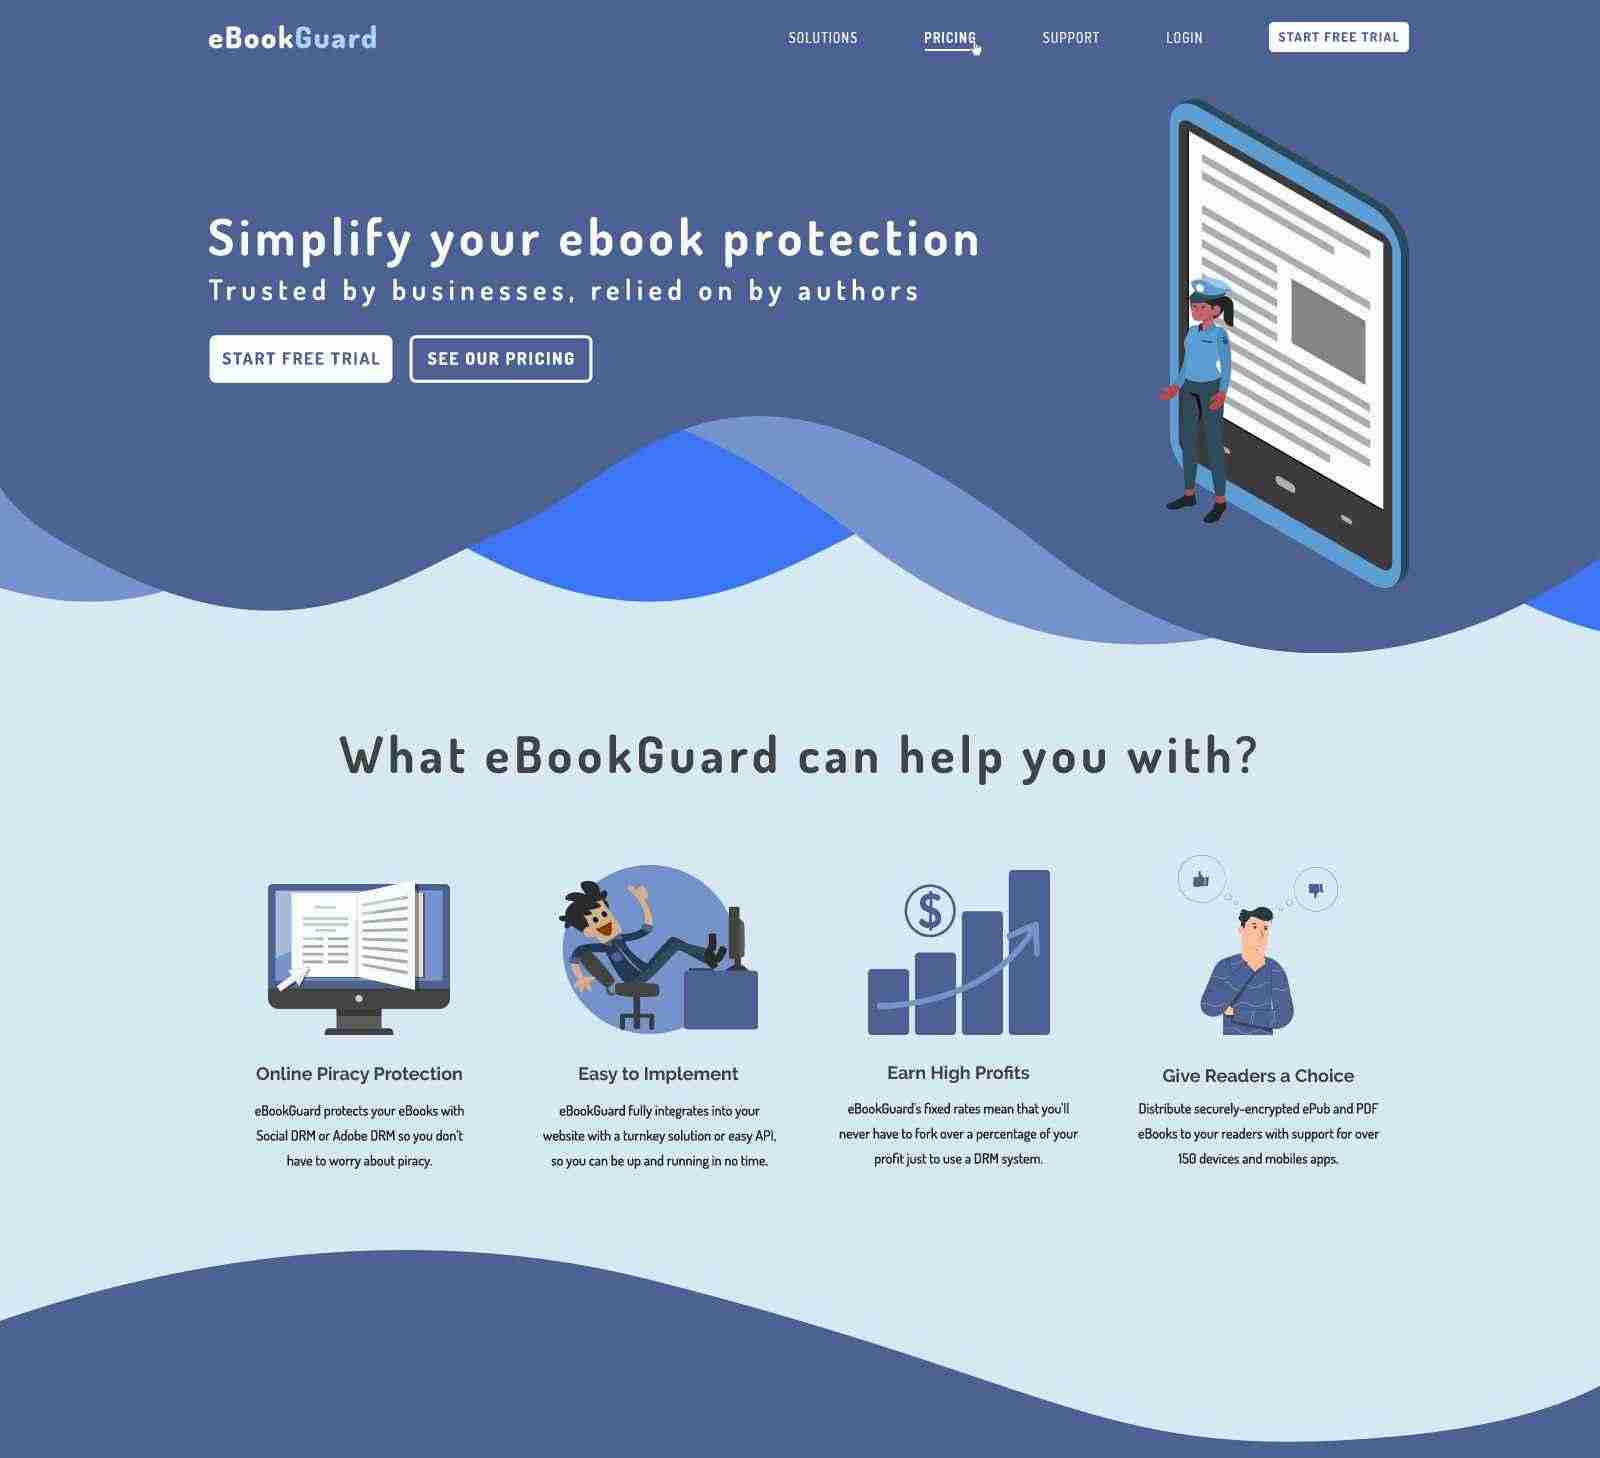 eBookGuard
SOLUTIONS
PRICING
SUPPORT
LOGIN
START FREE TRIAL
Simplify your ebook protection
Trusted by businesses, relied on by authors
START FREE TRIAL
SEE OUR PRICING
What eBookGuard can help you with?
$
Online Piracy Protection
eBookGuard protects your eBooks with
Social DRM or Adobe DRM so you don't
have to worry about piracy.
Easy to Implement
eBookGuard fully integrates into your
website with a turnkey solution or easy API,
so you can be up and running in no time.
Earn High Profits
eBookGuard's fixed rates mean that you'll
never have to fork over a percentage of your
profit just to use a DRM system.
Give Readers a Choice
Distribute securely-encrypted ePub and PDF
eBooks to your readers with support for over
150 devices and mobiles apps.